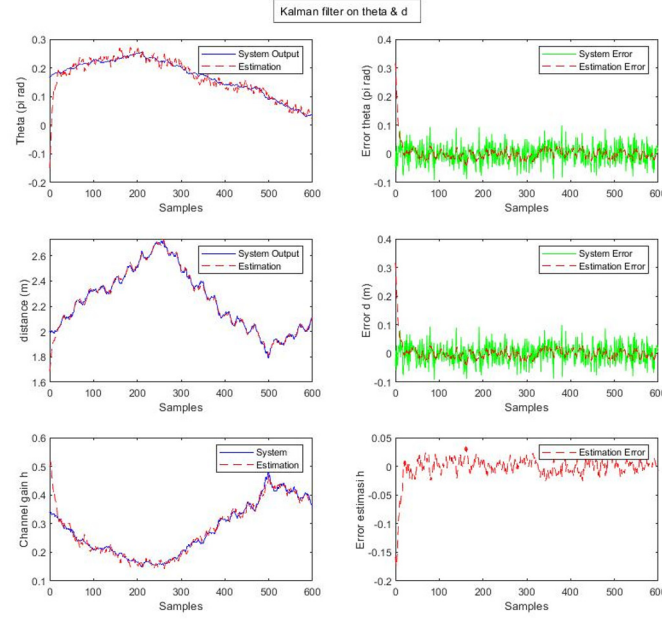 Kalman filter on theta & d
0.3
0.2
0.1
0
-0.1
-0.2
Theta (pi rad)
System Output
Estimation
0 100 200 300 400 500 600
Samples
0.4
0.3
0.2
0.1
0
-0.1
Error theta (pi rad)
System Error
Estimation Error
0 100 200 300 400 500 600
Samples
2.6
2.4
2.2
2
1.8
1.6
distance (m)
System Output
Estimation
0 100 200 300 400 500 600
Samples
0.4
0.3
0.2
0.1
0
-0.1
Error d (m)
System Error
Estimation Error
0 100 200 300 400 500 600
Samples
0.6
0.5
0.4
0.3
0.2
0.1
Channel gain h
System
Estimation
0 100 200 300 400 500 600
Samples
0.05
0
-0.05
-0.1
-0.15
-0.2
Error estimasi h
Estimation Error
0 100 200 300 400 500 600
Samples